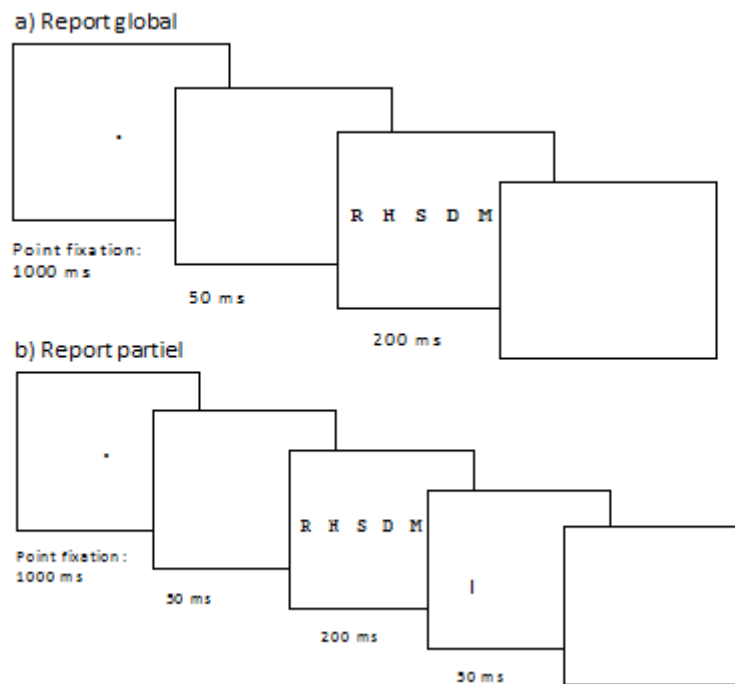 a) Report global
R H S D M
Point fixation:
1000 ms
50 ms
200 ms
b) Report partiel
R H S D M
Point fixation:
1000 ms
50 ms
200 ms
50 ms